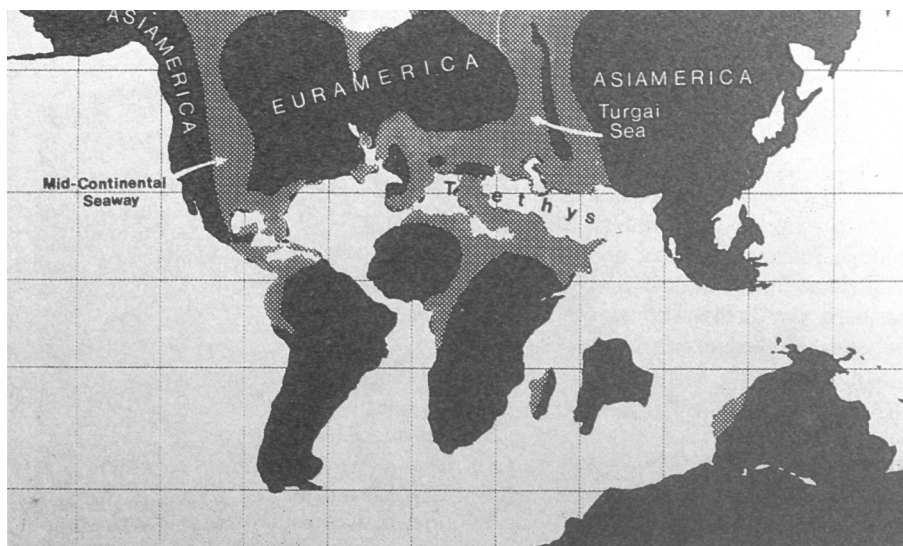 ASIAMERICA
EURAMERICA
ASIAMERICA
Turgai
Sea
Mid-Continental
Seaway
Tethys